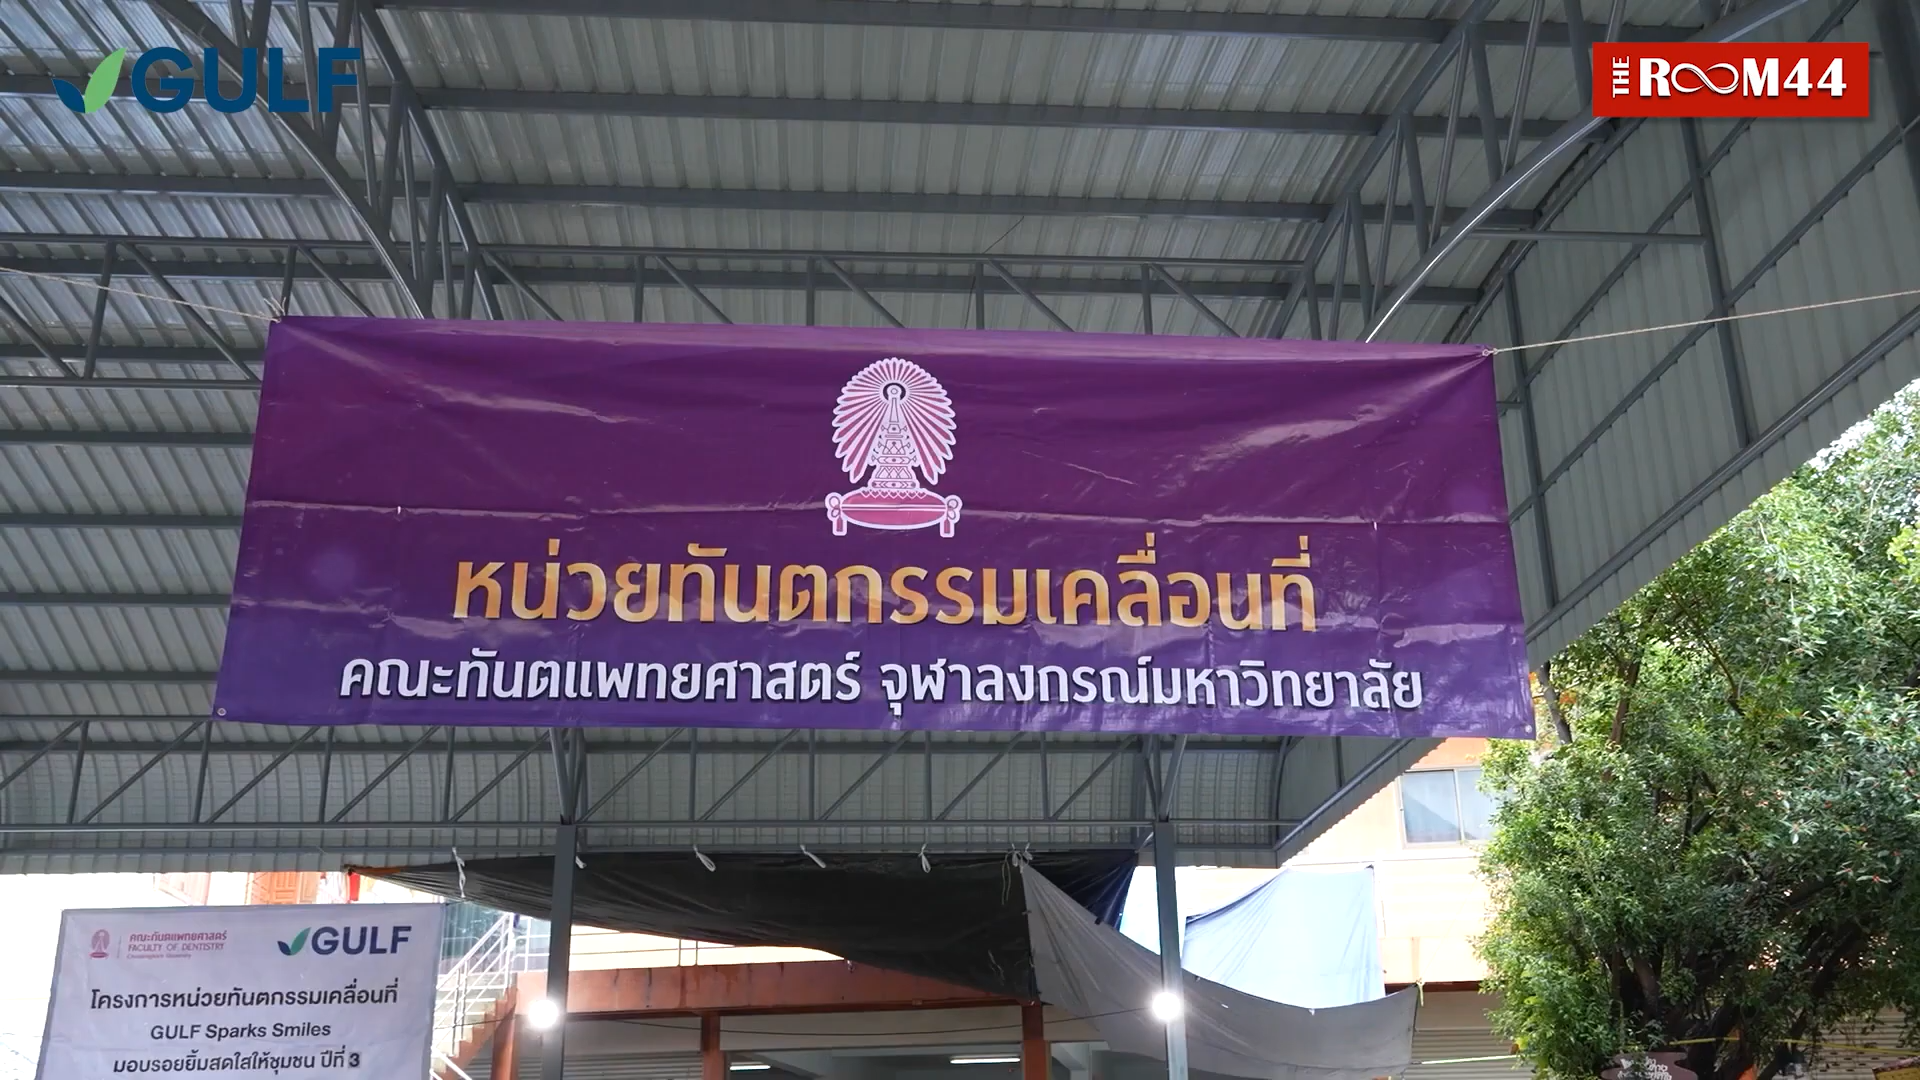 GULF
THE ROOM44
หน่วยทันตกรรมเคลื่อนที่
คณะทันตแพทยศาสตร์ จุฬาลงกรณ์มหาวิทยาลัย
คณะทันตแพทยศาสตร์
FACULTY OF DENTISTRY
Chulalongkorn University
GULF
โครงการหน่วยทันตกรรมเคลื่อนที่
GULF Sparks Smiles
มอบรอยยิ้มสดใสให้ชุมชน ปีที่ 3